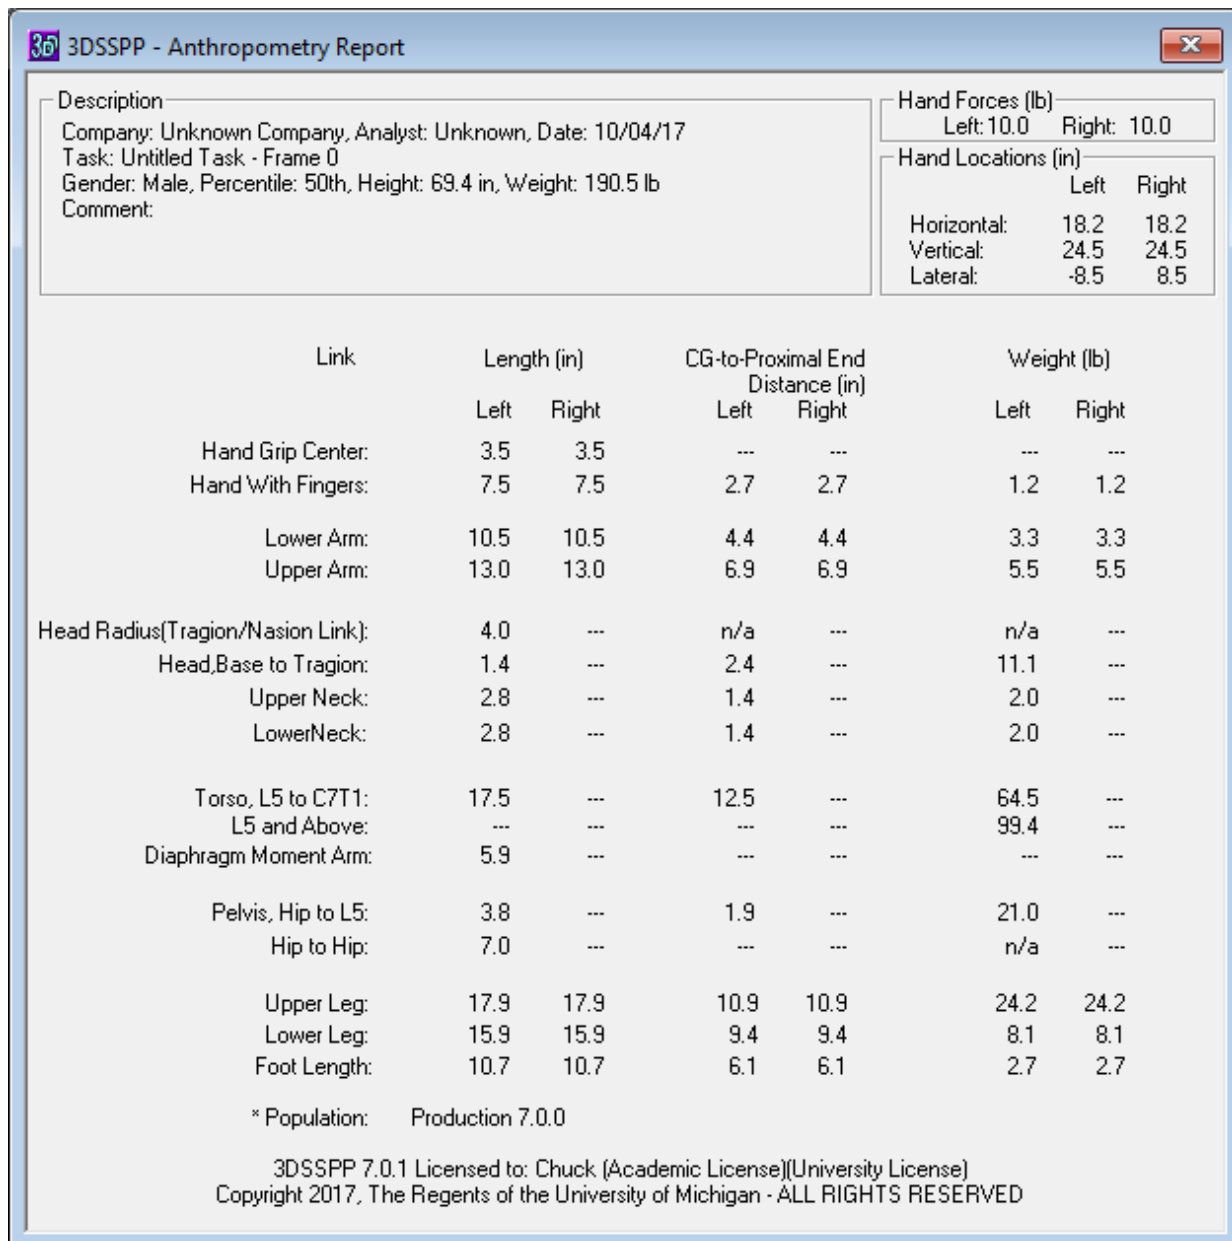 3D 3DSSPP - Anthropometry Report
Description
Company: Unknown Company, Analyst: Unknown, Date: 10/04/17
Task: Untitled Task - Frame 0
Gender: Male, Percentile: 50th, Height: 69.4 in, Weight: 190.5 lb
Comment:
Hand Forces (lb)
Left: 10.0 Right: 10.0
Hand Locations (in)
Left Right
Horizontal: 18.2 18.2
Vertical: 24.5 24.5
Lateral: -8.5 8.5
Link Length (in) CG-to-Proximal End Weight (lb)
Distance (in)
Left Right Left Right Left Right
Hand Grip Center: 3.5 3.5 --- --- --- ---
Hand With Fingers: 7.5 7.5 2.7 2.7 1.2 1.2
Lower Arm: 10.5 10.5 4.4 4.4 3.3 3.3
Upper Arm: 13.0 13.0 6.9 6.9 5.5 5.5
Head Radius(Tragion/Nasion Link): 4.0 --- n/a --- n/a ---
Head,Base to Tragion: 1.4 --- 2.4 --- 11.1 ---
Upper Neck: 2.8 --- 1.4 --- 2.0 ---
LowerNeck: 2.8 --- 1.4 --- 2.0 ---
Torso, L5 to C7T1: 17.5 --- 12.5 --- 64.5 ---
L5 and Above: --- --- --- --- 99.4 ---
Diaphragm Moment Arm: 5.9 --- --- --- --- ---
Pelvis, Hip to L5: 3.8 --- 1.9 --- 21.0 ---
Hip to Hip: 7.0 --- --- --- n/a ---
Upper Leg: 17.9 17.9 10.9 10.9 24.2 24.2
Lower Leg: 15.9 15.9 9.4 9.4 8.1 8.1
Foot Length: 10.7 10.7 6.1 6.1 2.7 2.7
* Population: Production 7.0.0
3DSSPP 7.0.1 Licensed to: Chuck (Academic License)(University License)
Copyright 2017, The Regents of the University of Michigan - ALL RIGHTS RESERVED